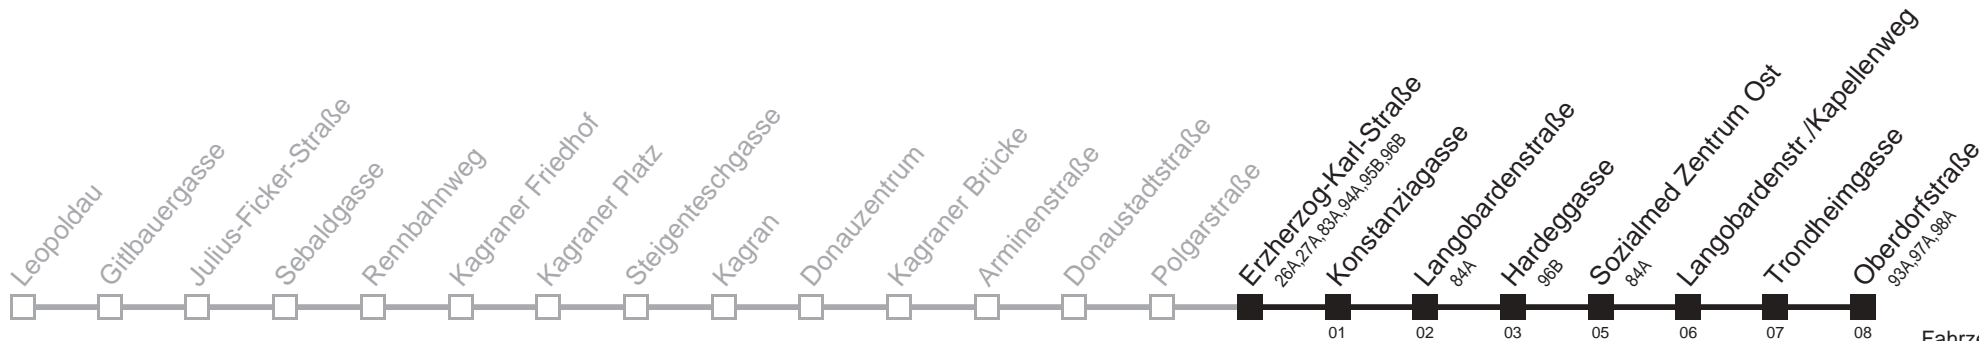 Leopoldau
Gitlbauergasse
Julius-Ficker-Straße
Sebaldgasse
Rennbahnweg
Kagraner Friedhof
Kagraner Platz
Steigenteschgasse
Kagran
Donauzentrum
Kagraner Brücke
Arminenstraße
Donaustadtstraße
Polgarstraße
Erzherzog-Karl-Straße
26A,27A,83A,94A,95B,96B
Konstanziagasse
Langobardenstraße
84A
Hardeggasse
96B
Sozialmed Zentrum Ost
84A
Langobardenstr./Kapellenweg
Trondheimgasse
Oberdorfstraße
93A,97A,98A
01 02 03 05 06 07 08